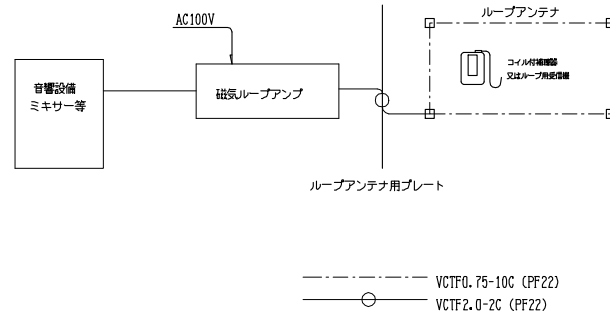 AC100V
ループアンテナ
音響設備
ミキサー等
磁気ループアンプ
コイル付補聴器
又はループ用受信機
ループアンテナ用プレート
VCTF0.75-10C (PF22)
VCTF2.0-2C (PF22)